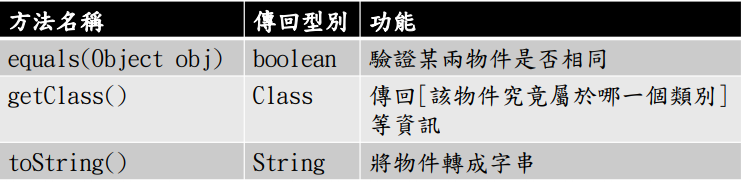 方法名稱 傳回型別 功能
equals(Object obj) boolean 驗證某兩物件是否相同
getClass() Class 傳回[該物件究竟屬於哪一個類別]
等資訊
toString() String 將物件轉成字串